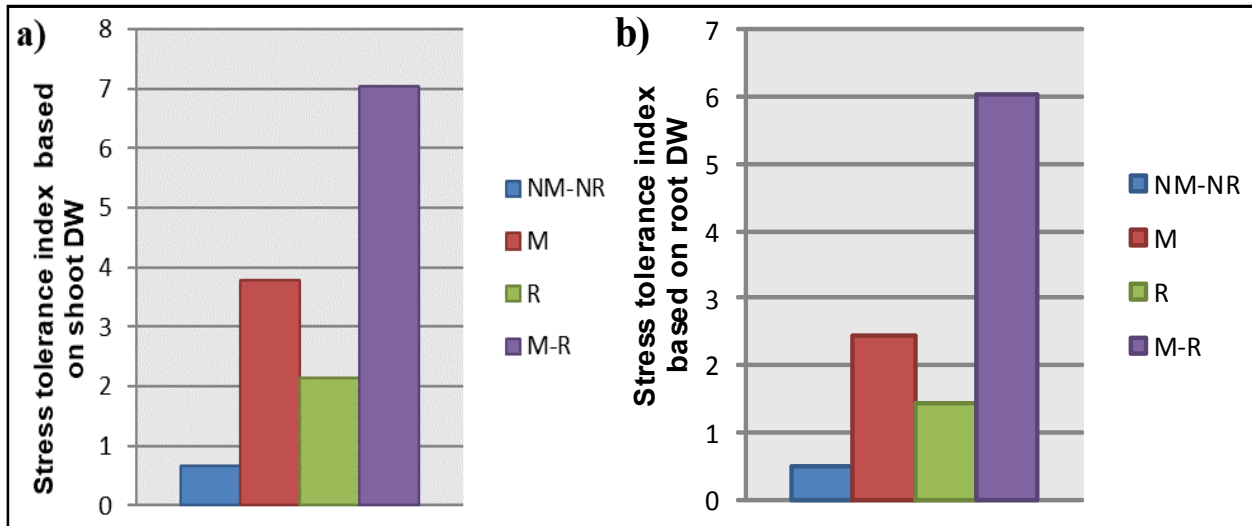 a)
Stress tolerance index based
on shoot DW
8
7
6
5
4
3
2
1
0
NM-NR
M
R
M-R
b)
Stress tolerance index
based on root DW
7
6
5
4
3
2
1
0
NM-NR
M
R
M-R